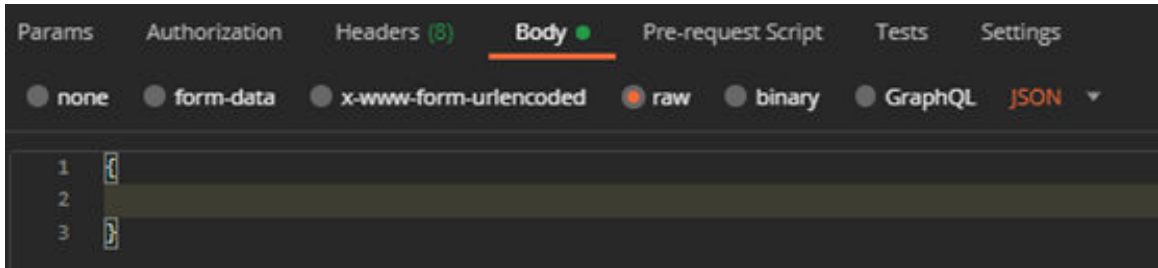 Params Authorization Headers (8) Body Pre-request Script Tests Settings
none form-data x-www-form-urlencoded raw binary GraphQL JSON
1 {
2
3 }